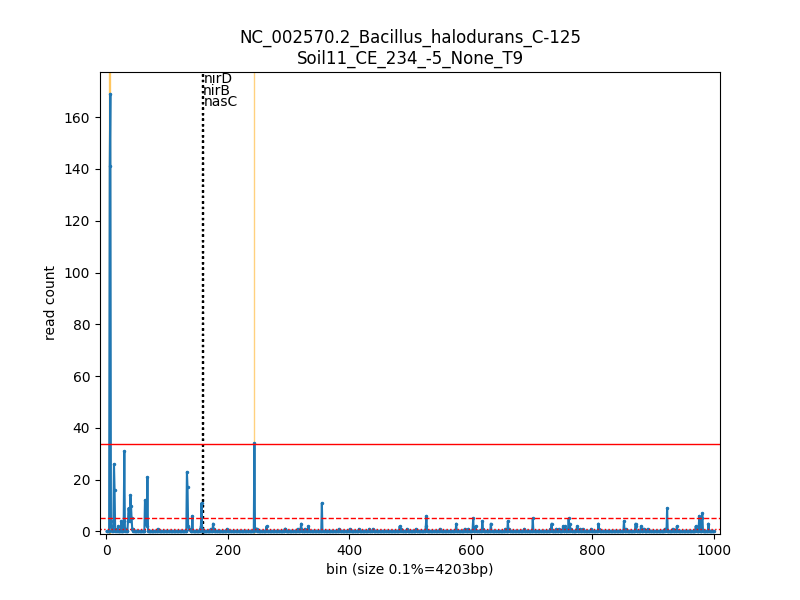 NC_002570.2_Bacillus_halodurans_C-125
Soil11_CE_234_-5_None_T9
nirD
nirB
nasC
160
140
120
100
80
60
40
20
0
read count
0 200 400 600 800 1000
bin (size 0.1%=4203bp)